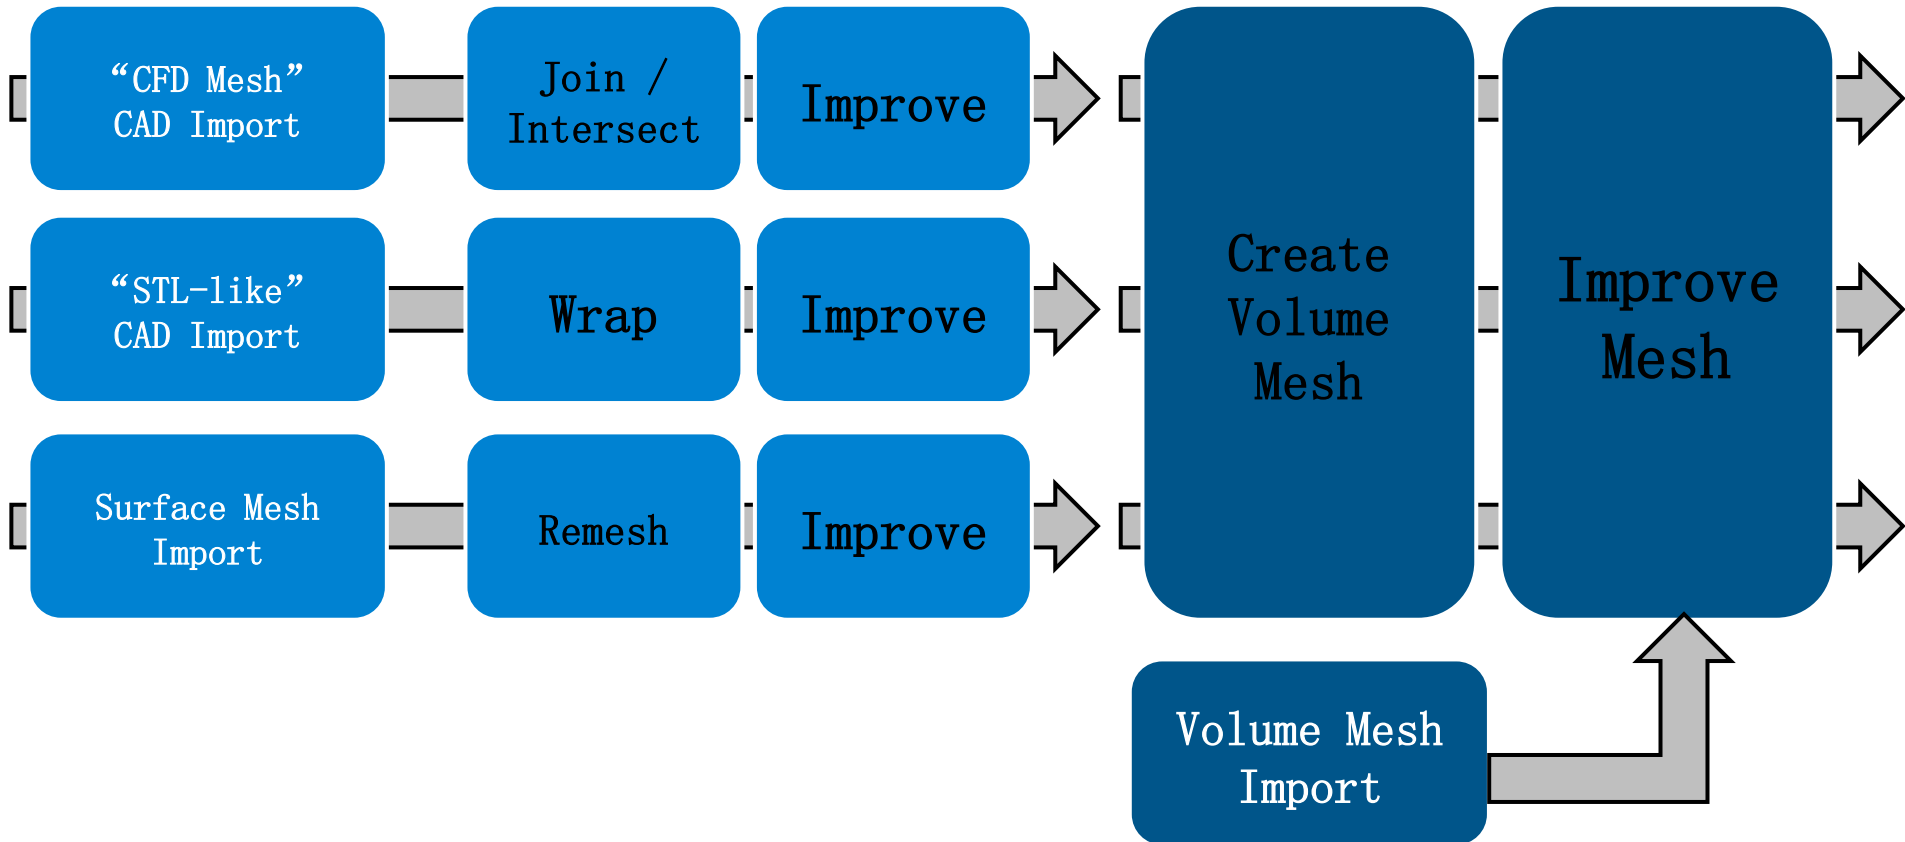 “CFD Mesh”
CAD Import
Join /
Intersect
Improve
“STL-like”
CAD Import
Wrap
Improve
Surface Mesh
Import
Remesh
Improve
Create
Volume
Mesh
Improve
Mesh
Volume Mesh
Import